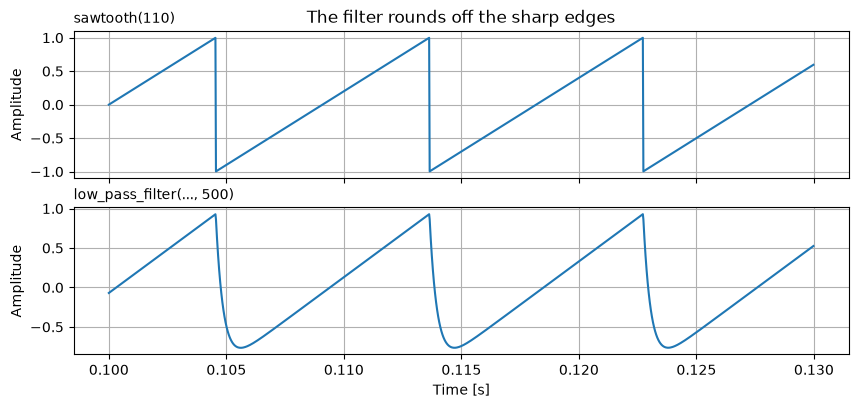 The filter rounds off the sharp edges
sawtooth(110)
1.0
0.5
0.0
−0.5
−1.0
Amplitude
low_pass_filter(..., 500)
1.0
0.5
0.0
−0.5
Amplitude
0.100 0.105 0.110 0.115 0.120 0.125 0.130
Time [s]